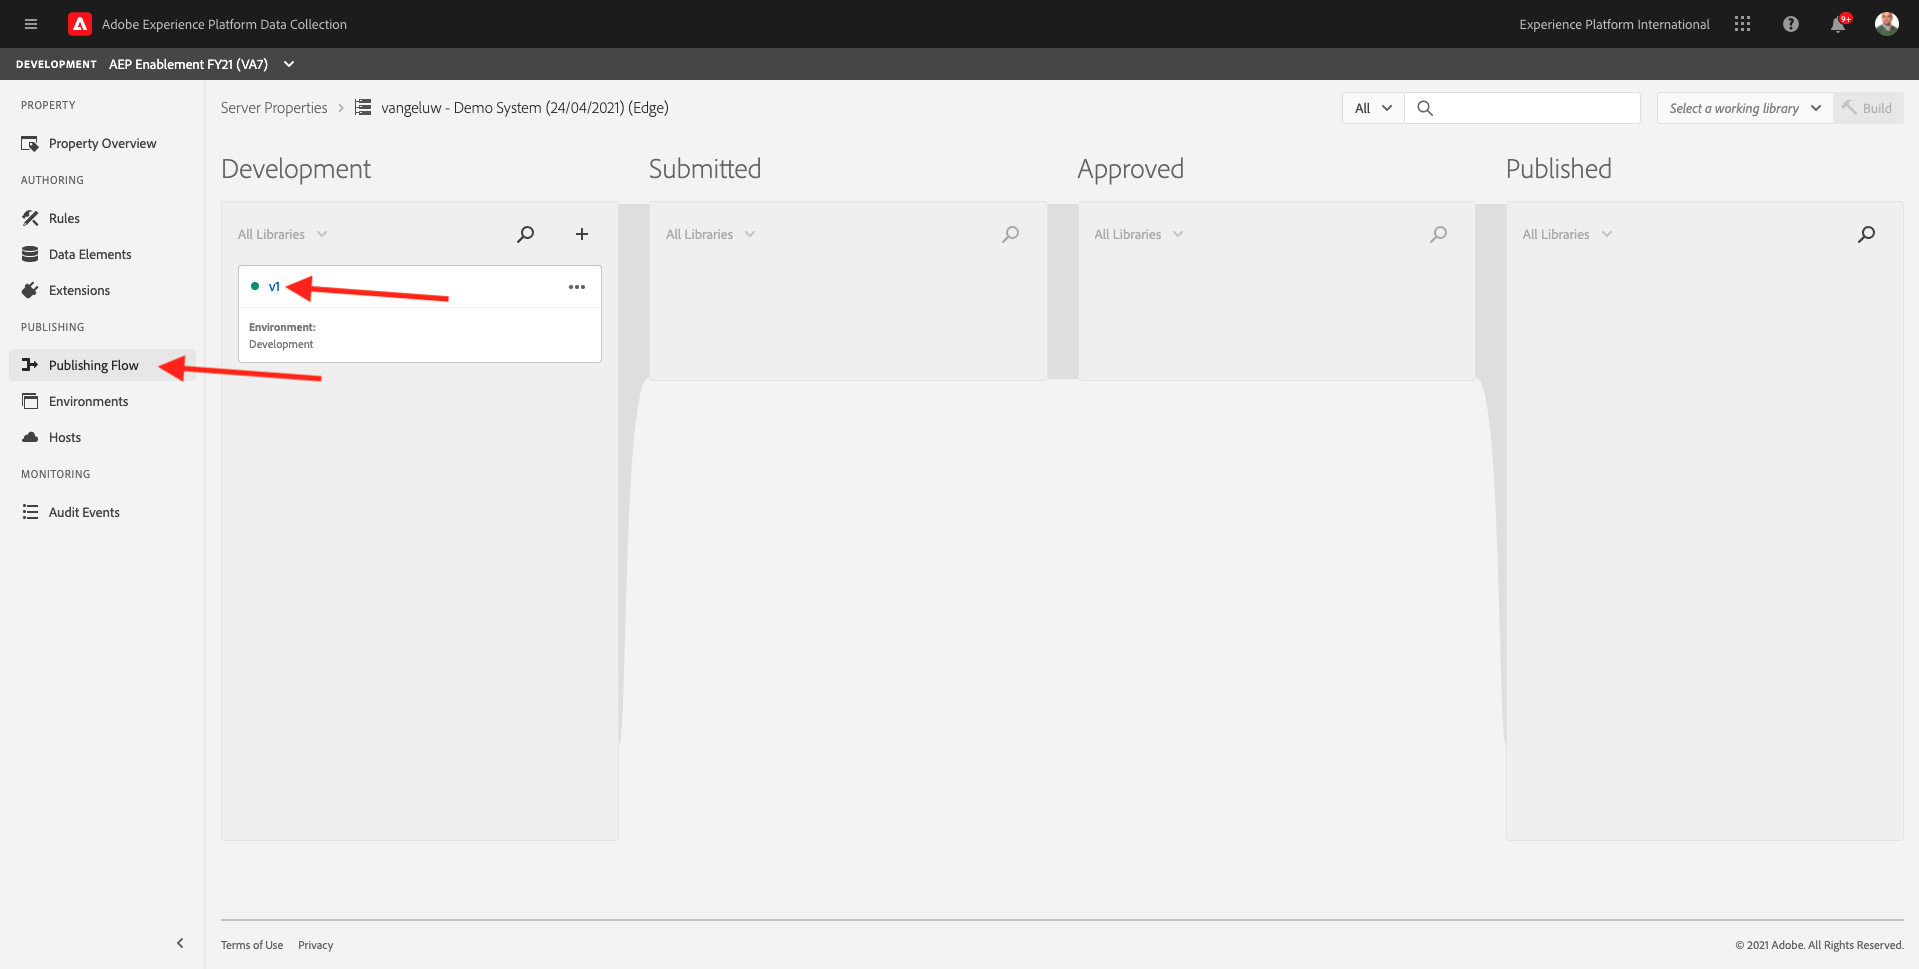 Adobe Experience Platform Data Collection
Experience Platform International
9+
DEVELOPMENT AEP Enablement FY21 (VA7)
PROPERTY
Property Overview
AUTHORING
Rules
Data Elements
Extensions
PUBLISHING
Publishing Flow
Environments
Hosts
MONITORING
Audit Events
Server Properties > vangeluw - Demo System (24/04/2021) (Edge)
All
Select a working library
Build
Development
All Libraries
v1
Environment:
Development
Submitted
All Libraries
Approved
All Libraries
Published
All Libraries
Terms of Use Privacy
© 2021 Adobe. All Rights Reserved.